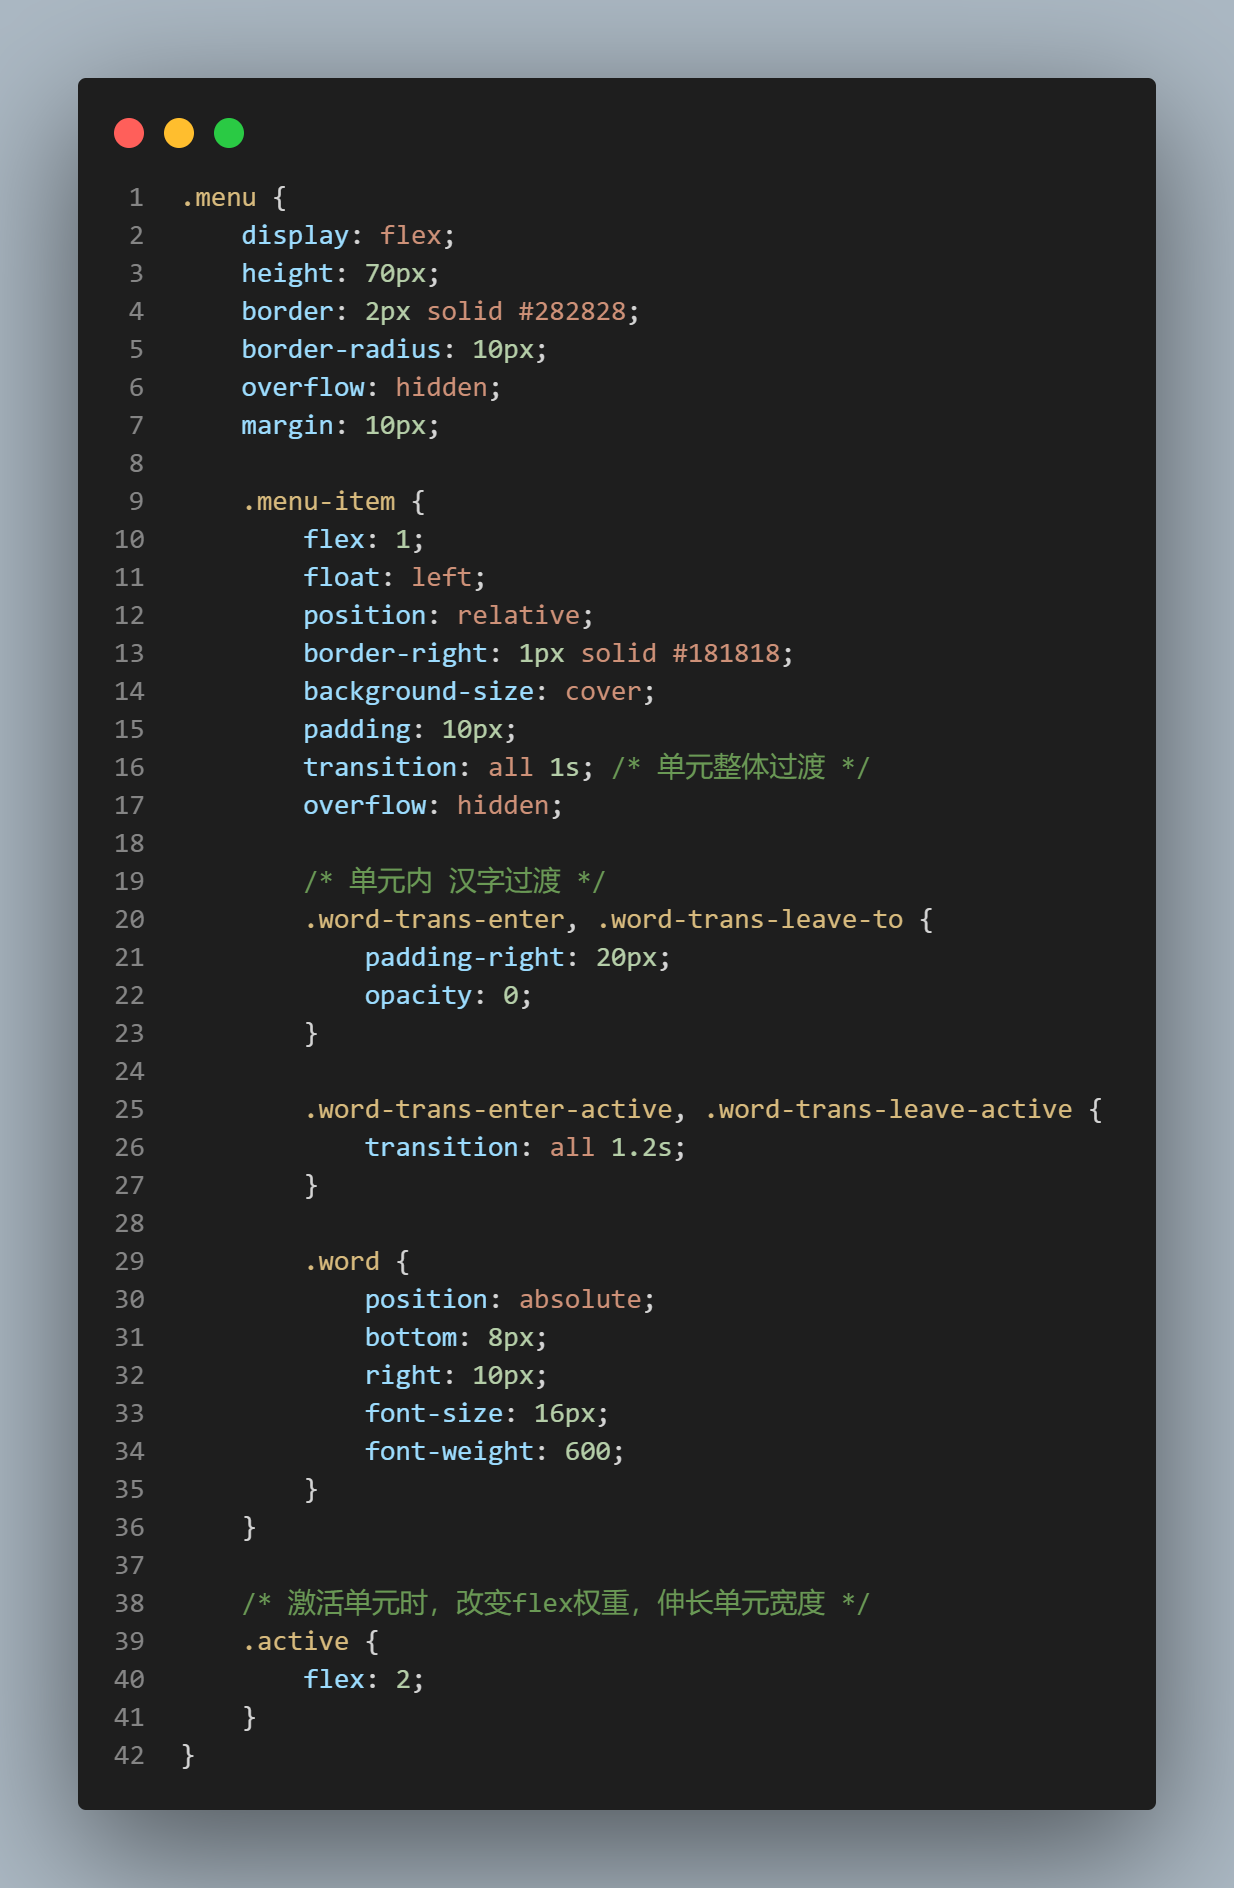 1 .menu {
2 display: flex;
3 height: 70px;
4 border: 2px solid #282828;
5 border-radius: 10px;
6 overflow: hidden;
7 margin: 10px;
8
9 .menu-item {
10 flex: 1;
11 float: left;
12 position: relative;
13 border-right: 1px solid #181818;
14 background-size: cover;
15 padding: 10px;
16 transition: all 1s; /* 单元整体过渡 */
17 overflow: hidden;
18
19 /* 单元内 汉字过渡 */
20 .word-trans-enter, .word-trans-leave-to {
21 padding-right: 20px;
22 opacity: 0;
23 }
24
25 .word-trans-enter-active, .word-trans-leave-active {
26 transition: all 1.2s;
27 }
28
29 .word {
30 position: absolute;
31 bottom: 8px;
32 right: 10px;
33 font-size: 16px;
34 font-weight: 600;
35 }
36 }
37
38 /* 激活单元时，改变flex权重，伸长单元宽度 */
39 .active {
40 flex: 2;
41 }
42 }